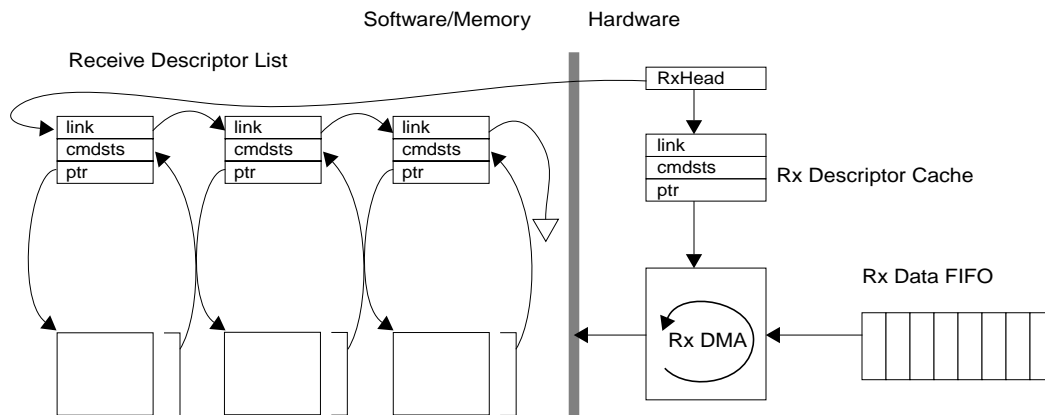 Software/Memory
Hardware
Receive Descriptor List
RxHead
link
cmdsts
ptr
link
cmdsts
ptr
link
cmdsts
ptr
link
cmdsts
ptr
Rx Descriptor Cache
Rx DMA
Rx Data FIFO